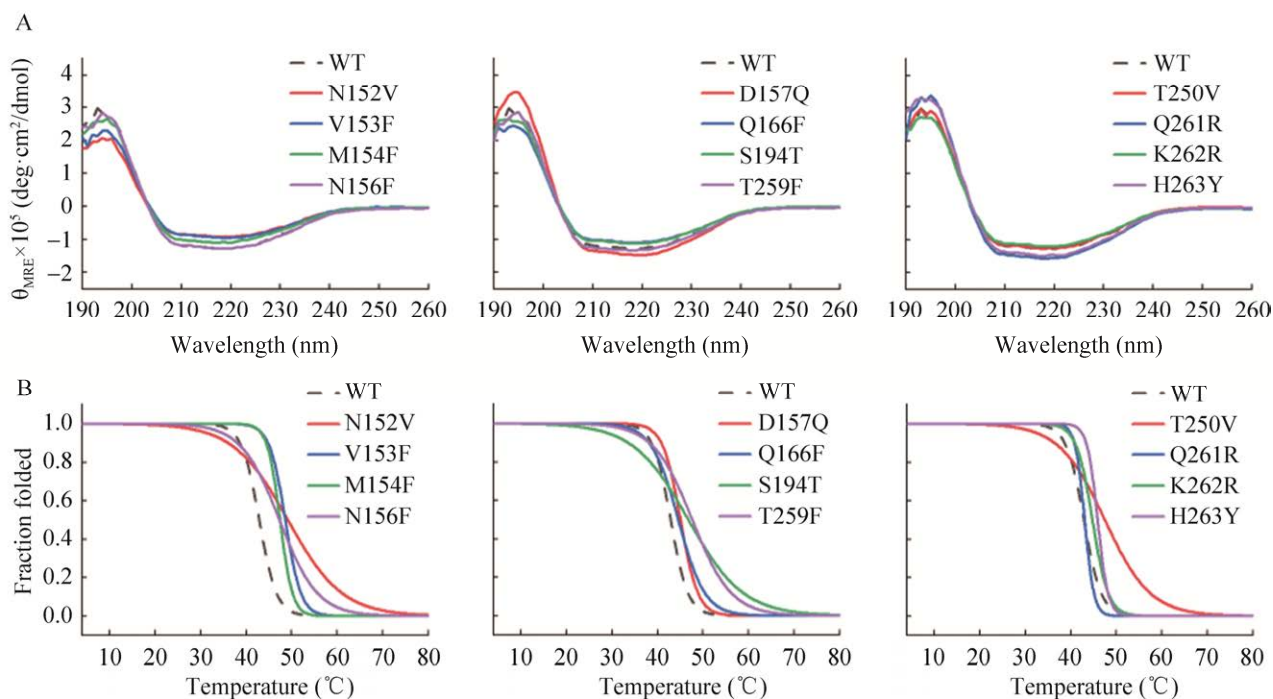 A
θMRE×10⁵ (deg·cm²/dmol)
4
3
2
1
0
−1
−2
WT
N152V
V153F
M154F
N156F
190 200 210 220 230 240 250 260
Wavelength (nm)
WT
D157Q
Q166F
S194T
T259F
190 200 210 220 230 240 250 260
Wavelength (nm)
WT
T250V
Q261R
K262R
H263Y
190 200 210 220 230 240 250 260
Wavelength (nm)
B
Fraction folded
1.0
0.8
0.6
0.4
0.2
0.0
WT
N152V
V153F
M154F
N156F
10 20 30 40 50 60 70 80
Temperature (℃)
WT
D157Q
Q166F
S194T
T259F
10 20 30 40 50 60 70 80
Temperature (℃)
WT
T250V
Q261R
K262R
H263Y
10 20 30 40 50 60 70 80
Temperature (℃)